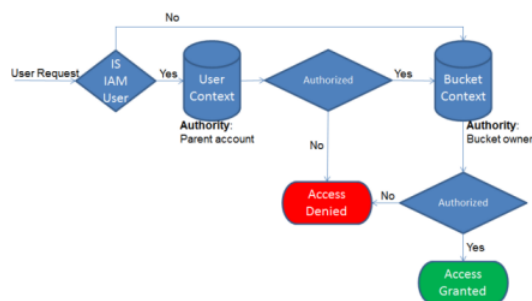 No
User Request
IS
IAM
User
Yes
User
Context
Authorized
Yes
Bucket
Context
Authority:
Parent account
Authority:
Bucket owner
No
Access
Denied
No
Authorized
Yes
Access
Granted